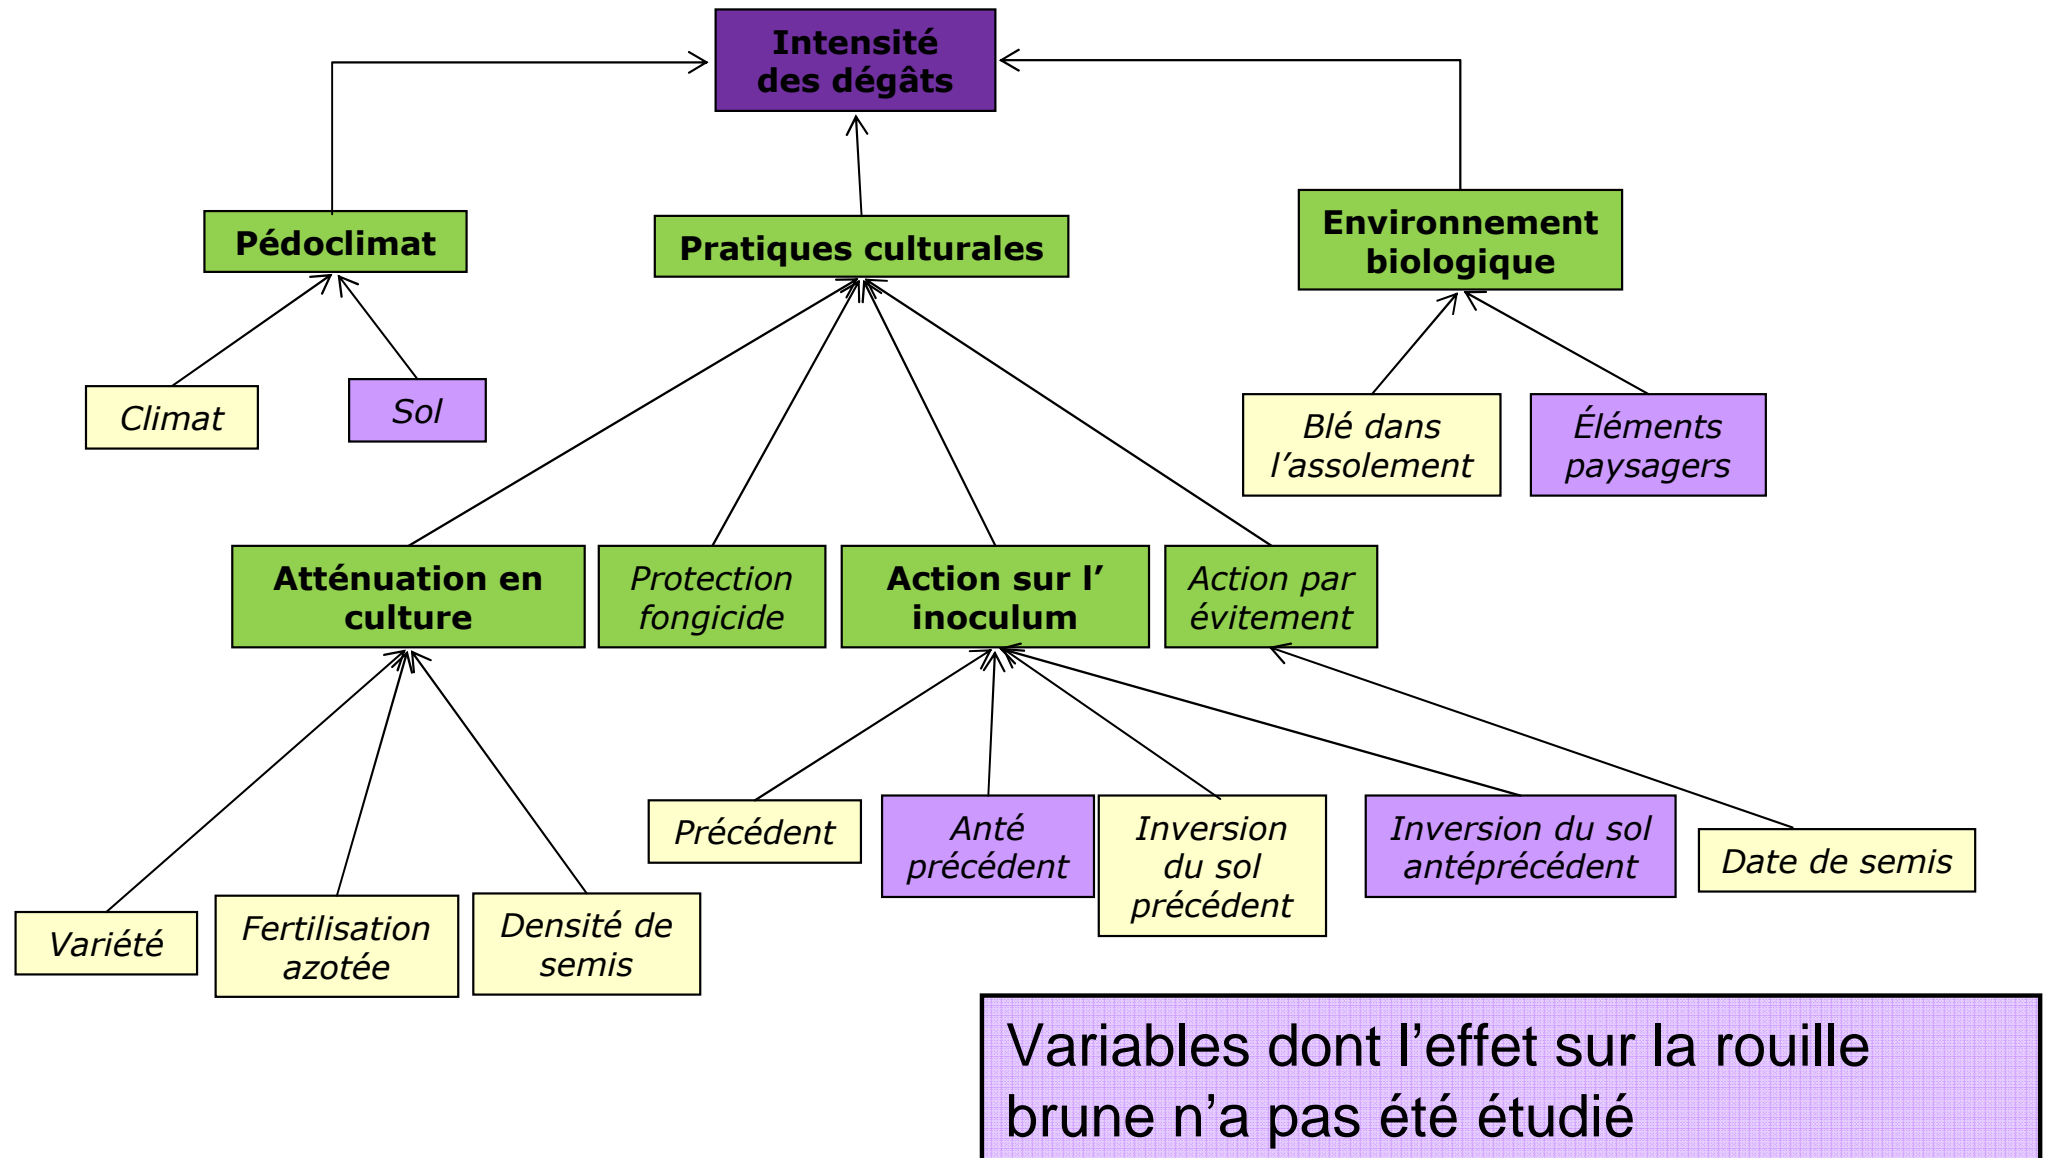 Intensité
des dégâts
Pédoclimat
Pratiques culturales
Environnement
biologique
Climat
Sol
Blé dans
l’assolement
Éléments
paysagers
Atténuation en
culture
Protection
fongicide
Action sur l’
inoculum
Action par
évitement
Variété
Fertilisation
azotée
Densité de
semis
Précédent
Anté
précédent
Inversion
du sol
précédent
Inversion du sol
antéprécédent
Date de semis
Variables dont l’effet sur la rouille
brune n’a pas été étudié